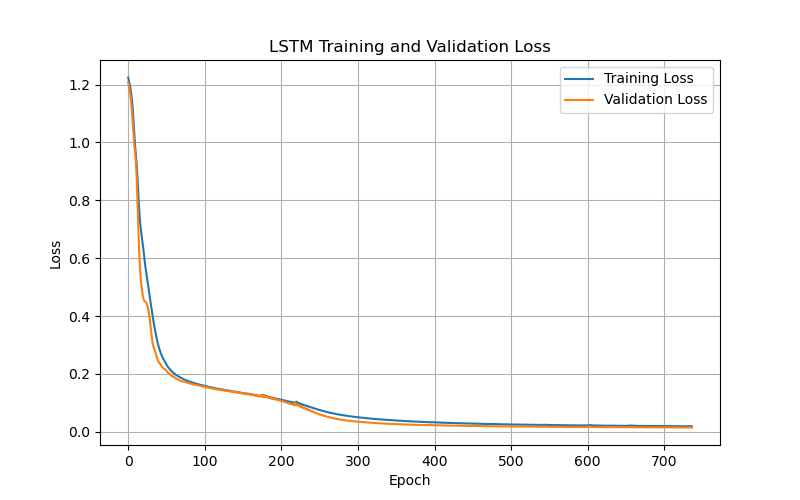 LSTM Training and Validation Loss
Training Loss
Validation Loss
1.2
1.0
0.8
0.6
0.4
0.2
0.0
Loss
0 100 200 300 400 500 600 700
Epoch